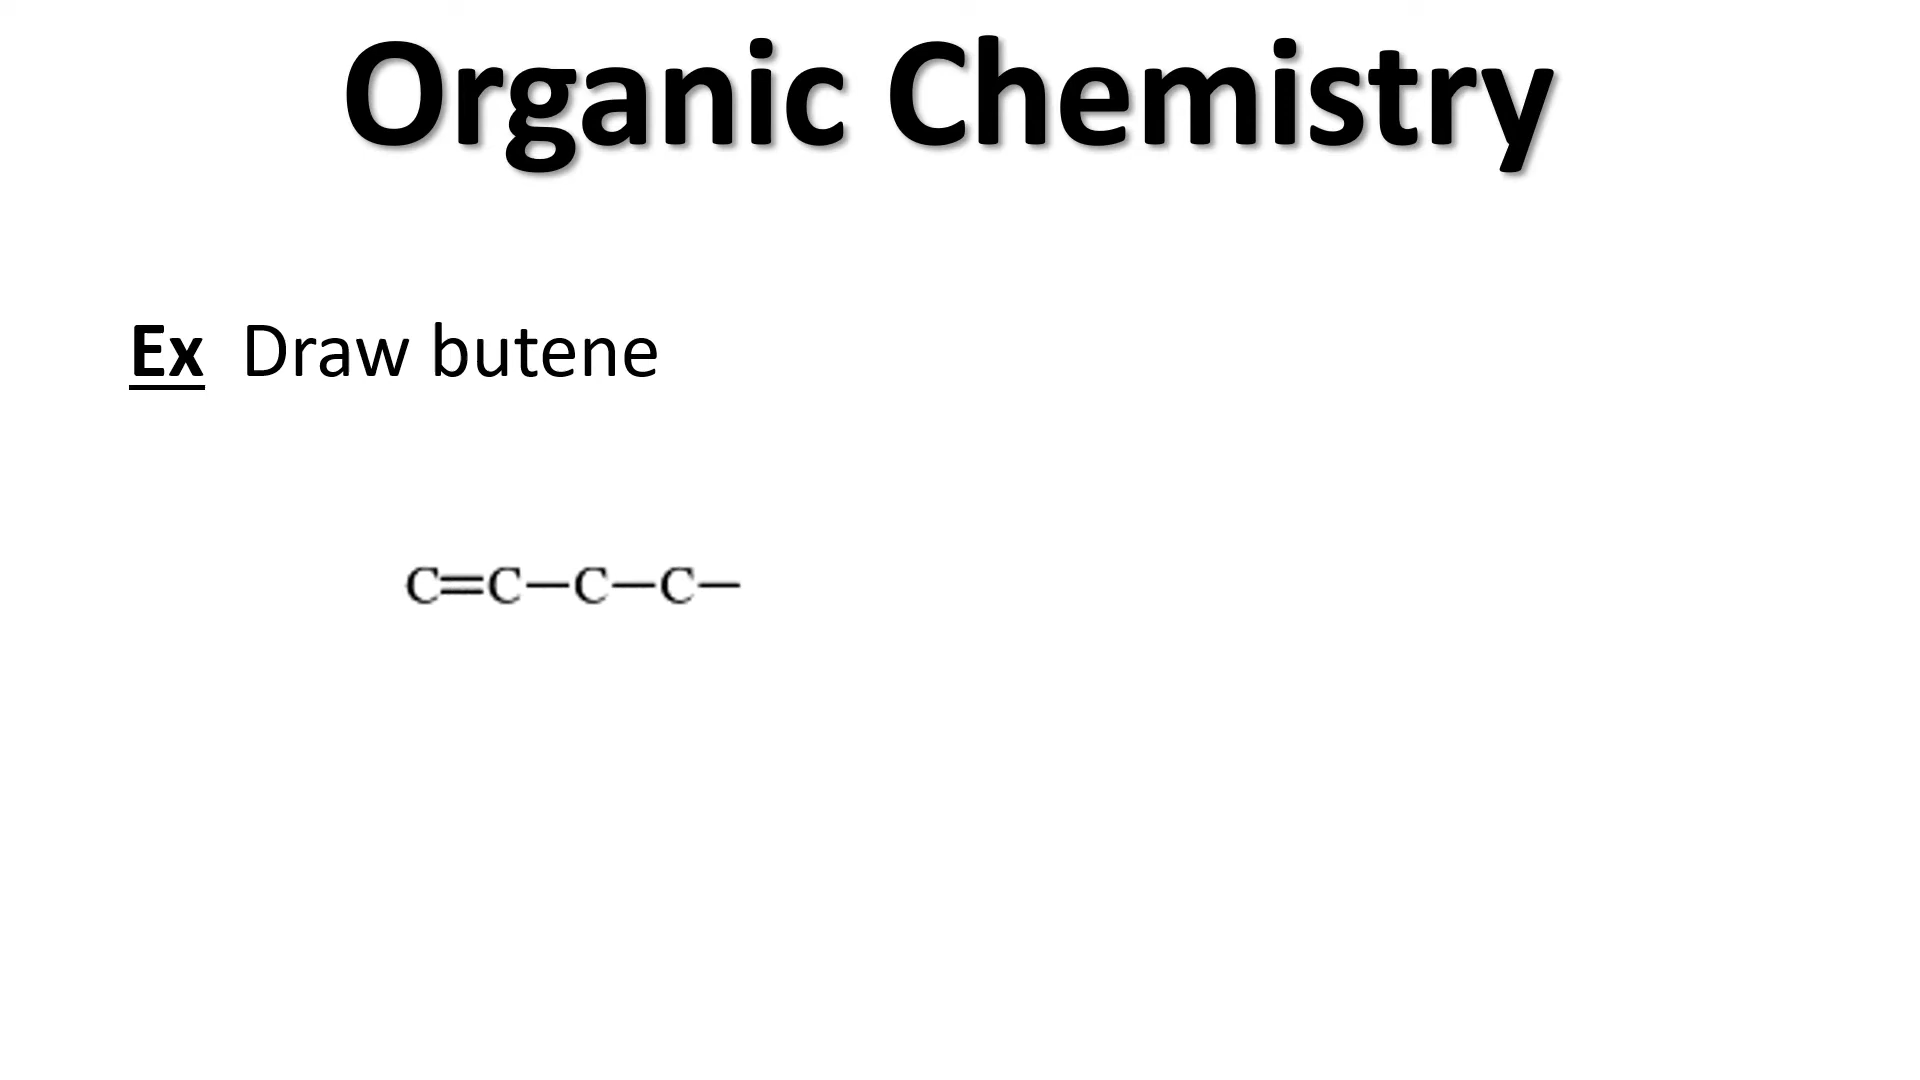 Organic Chemistry
Ex Draw butene
C=C—C—C—